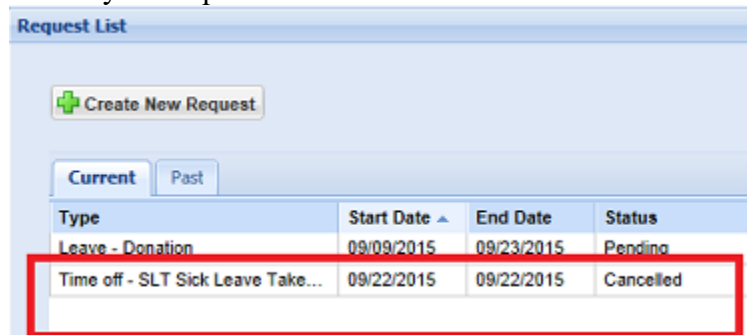 Request List
Create New Request
Current Past
Type Start Date End Date Status
Leave - Donation 09/09/2015 09/23/2015 Pending
Time off - SLT Sick Leave Take... 09/22/2015 09/22/2015 Cancelled